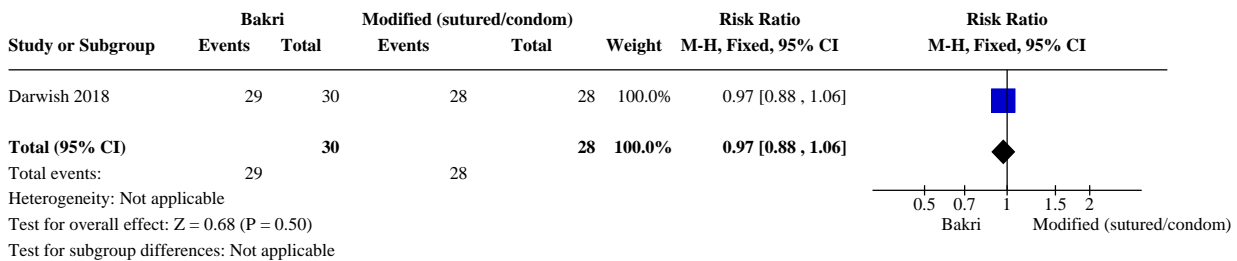 Bakri Modified (sutured/condom) Risk Ratio Risk Ratio
Study or Subgroup Events Total Events Total Weight M-H, Fixed, 95% CI M-H, Fixed, 95% CI
Darwish 2018 29 30 28 28 100.0% 0.97 [0.88 , 1.06]
Total (95% CI) 30 28 100.0% 0.97 [0.88 , 1.06]
Total events: 29 28
Heterogeneity: Not applicable
Test for overall effect: Z = 0.68 (P = 0.50)
Test for subgroup differences: Not applicable
0.5 0.7 1 1.5 2
Bakri Modified (sutured/condom)